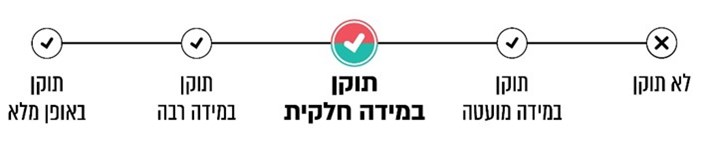 לא תוקן
תוקן
במידה מועטה
תוקן
במידה חלקית
תוקן
במידה רבה
תוקן
באופן מלא